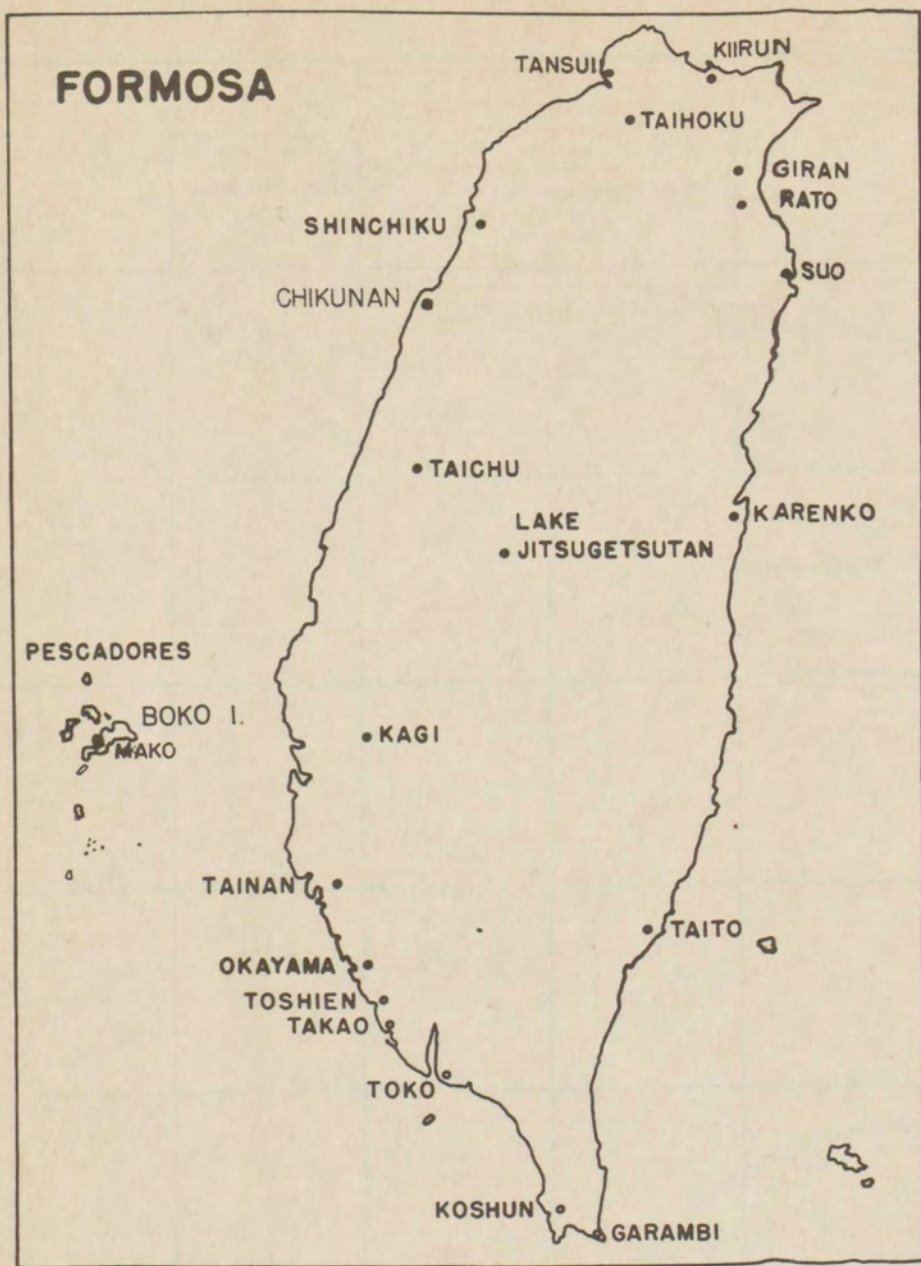 FORMOSA
TANSUI
KIIRUN
TAIHOKU
GIRAN
RATO
SHINCHIKU
SUO
CHIKUNAN
TAICHU
KARENKO
LAKE
JITSUGETSUTAN
PESCADORES
BOKO I.
MAKO
KAGI
TAINAN
TAITO
OKAYAMA
TOSHIEN
TAKAO
TOKO
KOSHUN
GARAMBI